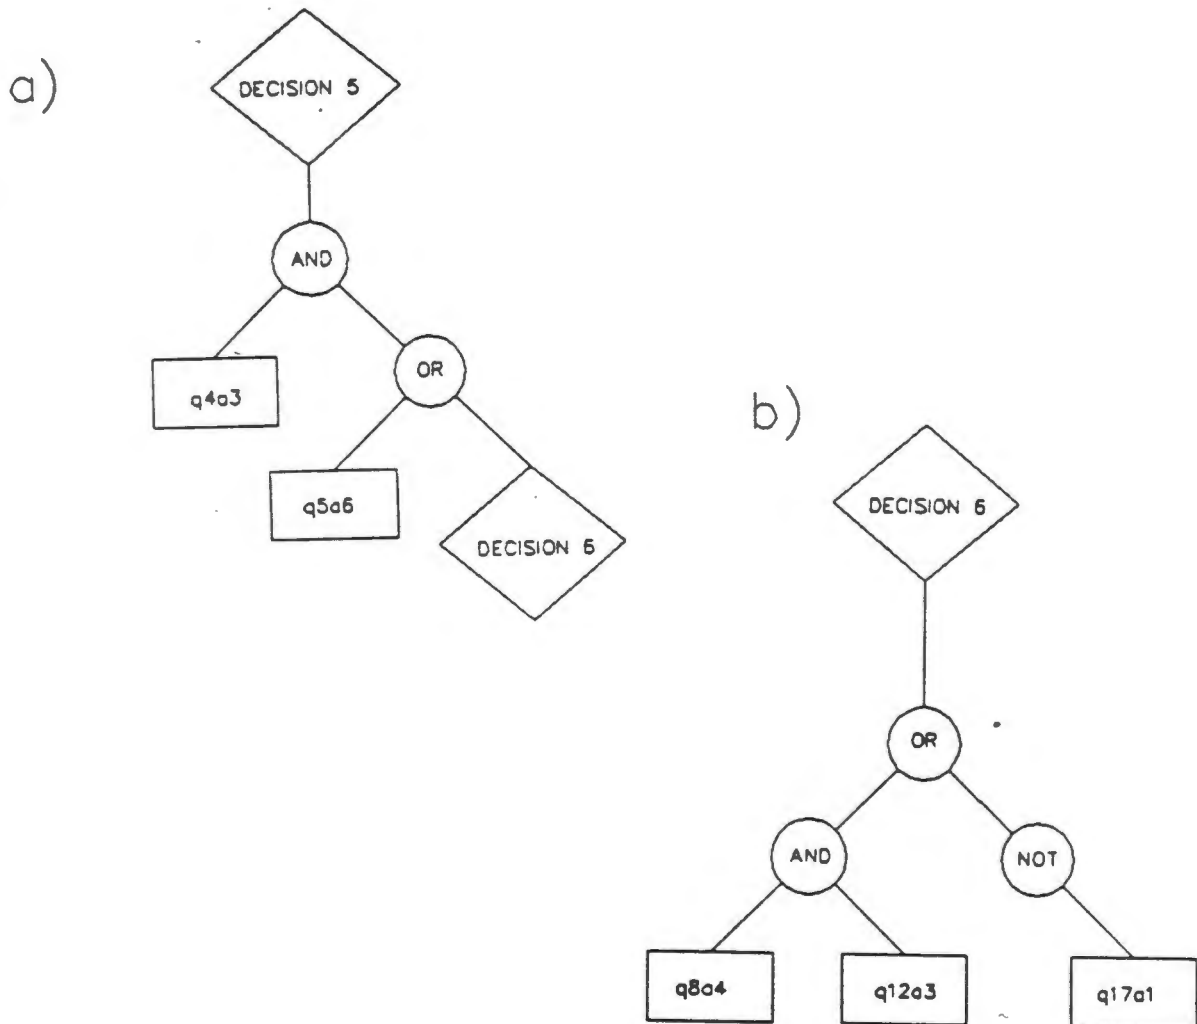 a)
DECISION 5
AND
q4a3
OR
q5a6
DECISION 6
b)
DECISION 6
OR
AND
NOT
q8a4
q12a3
q17a1